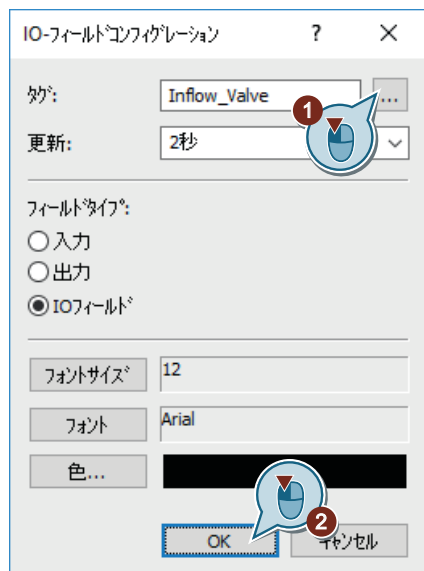 IO-フィールドコンフィグレーション ? ×
タグ: Inflow_Valve ...
1
更新: 2秒
フィールドタイプ:
入力
出力
IOフィールド
フォントサイズ 12
フォント Arial
色...
2
OK キャンセル